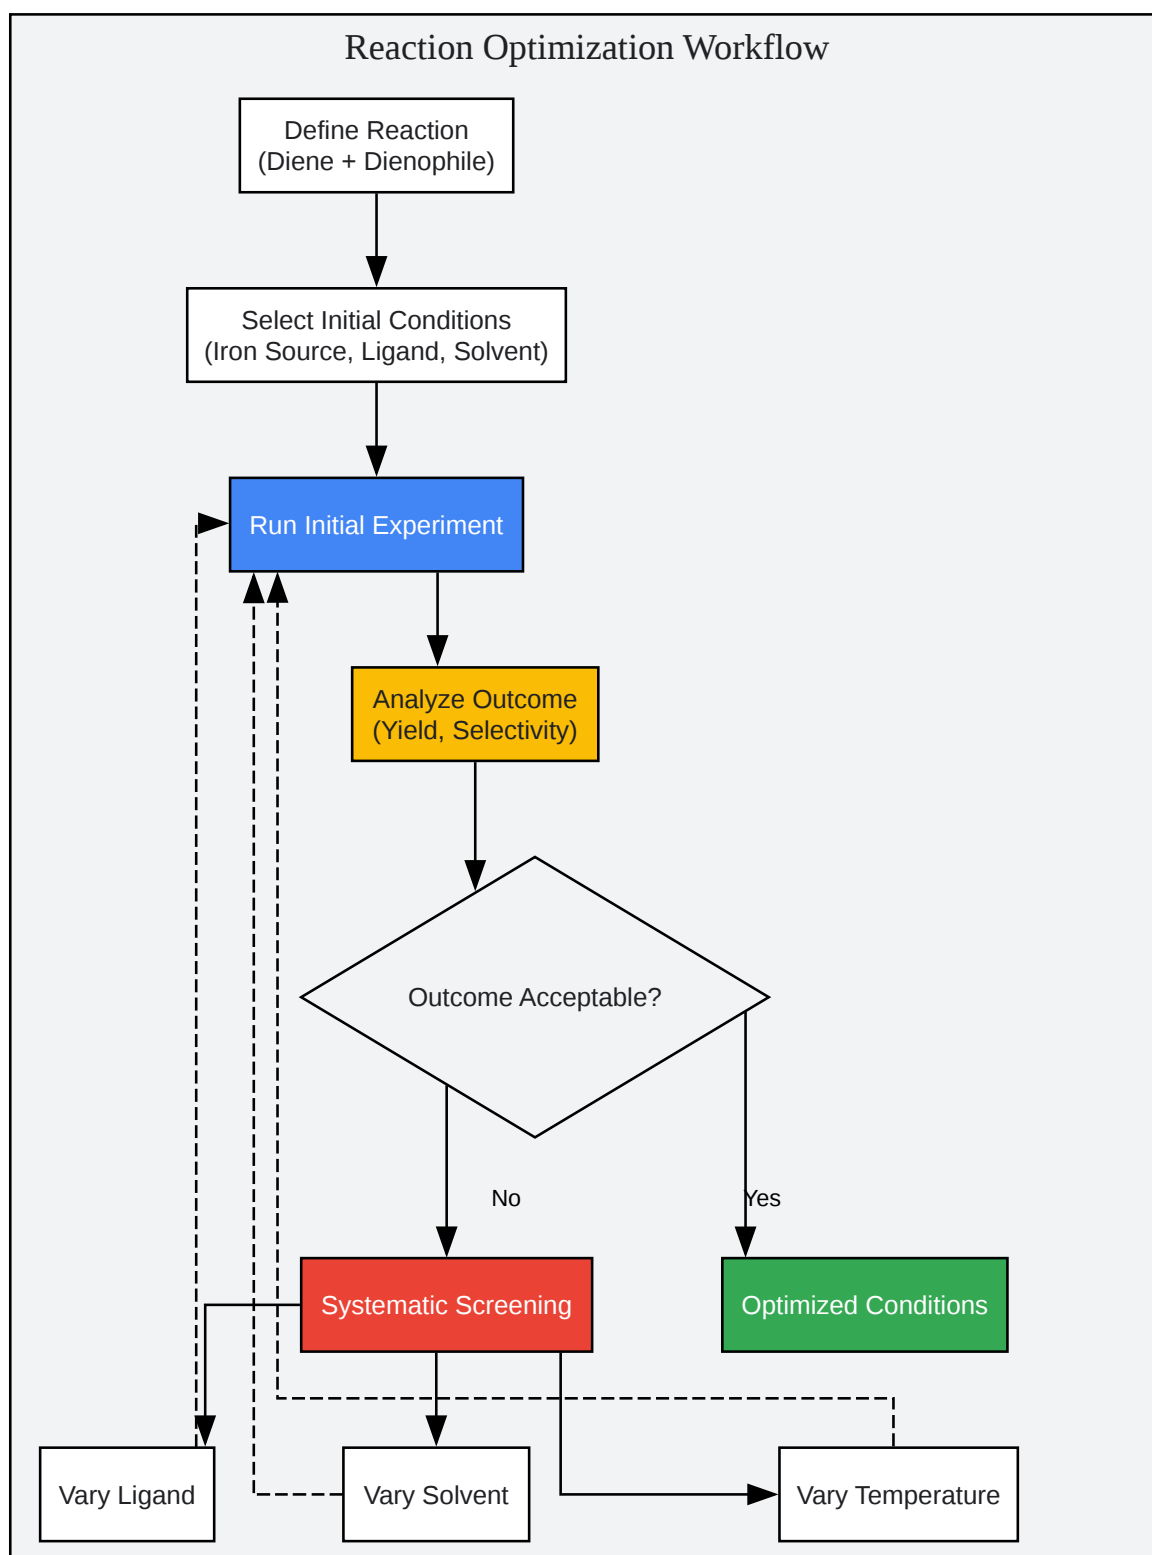 Reaction Optimization Workflow
Define Reaction
(Diene + Dienophile)
Select Initial Conditions
(Iron Source, Ligand, Solvent)
Run Initial Experiment
Analyze Outcome
(Yield, Selectivity)
Outcome Acceptable?
No
Yes
Systematic Screening
Optimized Conditions
Vary Ligand
Vary Solvent
Vary Temperature